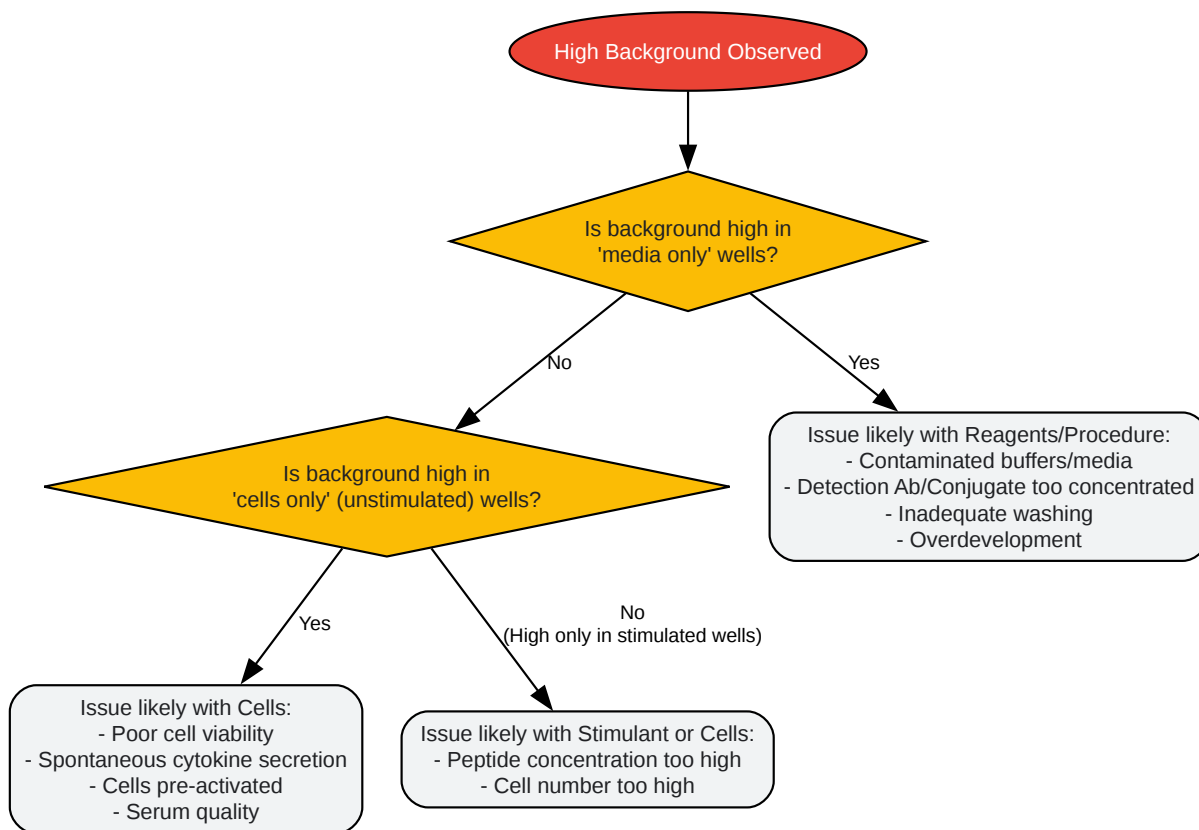 High Background Observed
Is background high in
'media only' wells?
No
Yes
Issue likely with Reagents/Procedure:
- Contaminated buffers/media
- Detection Ab/Conjugate too concentrated
- Inadequate washing
- Overdevelopment
Is background high in
'cells only' (unstimulated) wells?
Yes
No
(High only in stimulated wells)
Issue likely with Cells:
- Poor cell viability
- Spontaneous cytokine secretion
- Cells pre-activated
- Serum quality
Issue likely with Stimulant or Cells:
- Peptide concentration too high
- Cell number too high